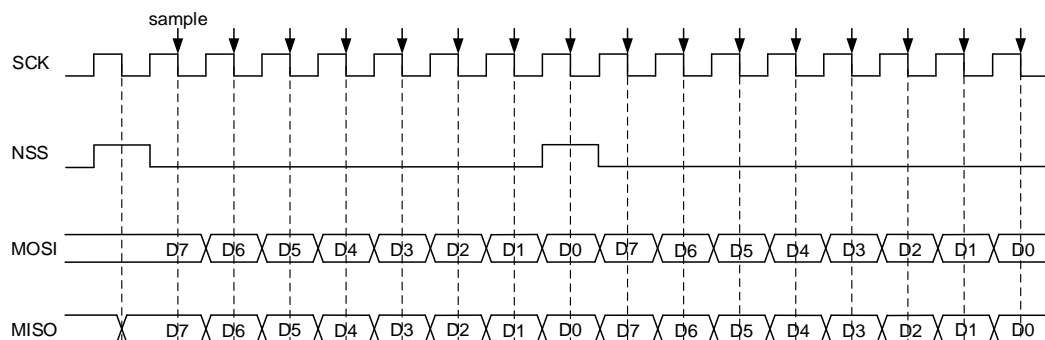 sample
SCK
NSS
MOSI D7 D6 D5 D4 D3 D2 D1 D0 D7 D6 D5 D4 D3 D2 D1 D0
MISO D7 D6 D5 D4 D3 D2 D1 D0 D7 D6 D5 D4 D3 D2 D1 D0